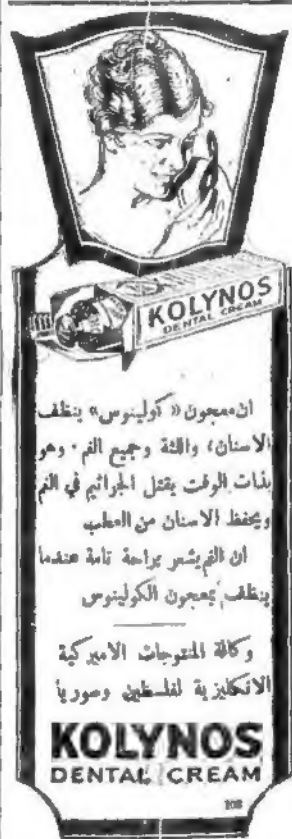 KOLYNOS
DENTAL CREAM
ان معجون «كولينوس» ينظف
الاسنان، واللثة وجميع الفم. وهو
بذات الوقت يقتل الجراثيم في الفم
ويحفظ الاسنان من العطب
ان الفم يشعر براحة تامة عندما
ينظف بمعجون الكولينوس
وكالة المنتوجات الاميركية
الانكليزية لفلسطين وسوريا
KOLYNOS
DENTAL CREAM